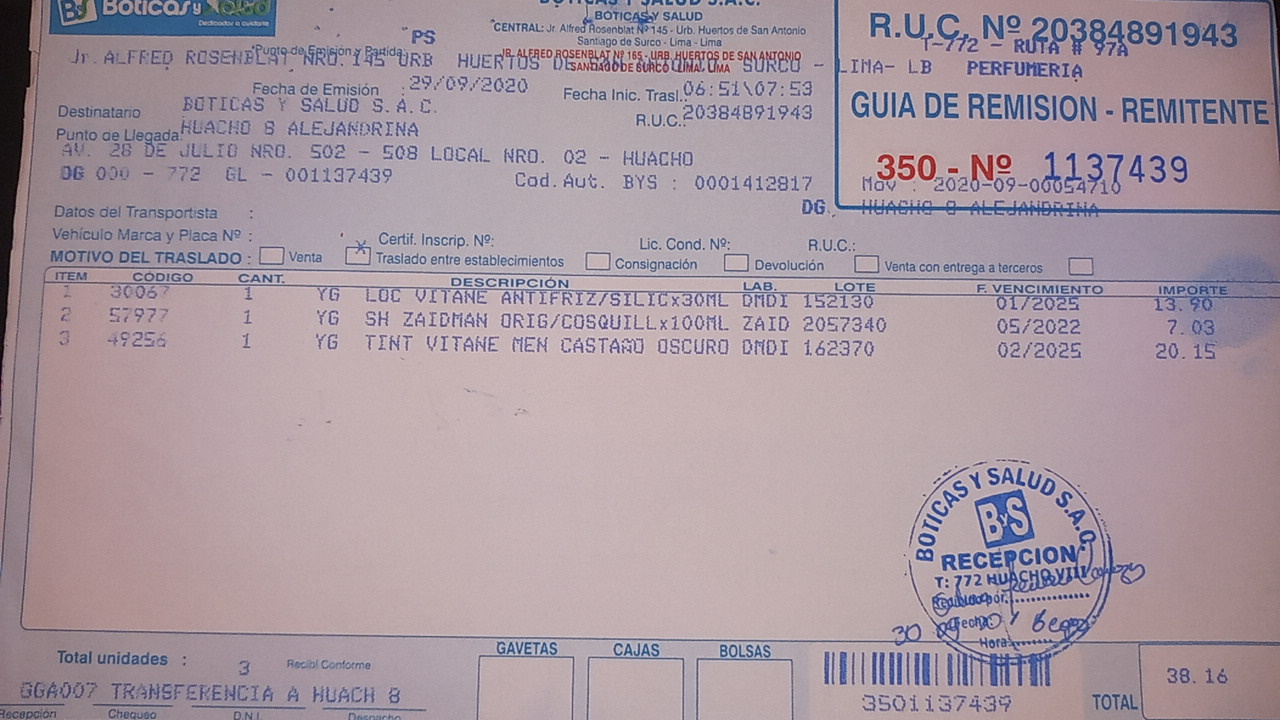 BS Boticas y Salud
Dedicados a cuidarte
BOTICAS Y SALUD S.A.C.
BOTICAS Y SALUD
CENTRAL: Jr. Alfred Rosenblat Nº 145 - Urb. Huertos de San Antonio
Santiago de Surco - Lima - Lima
JR. ALFRED ROSENBLAT Nº 165 - URB. HUERTOS DE SAN ANTONIO
SANTIAGO DE SURCO - LIMA - LIMA
R.U.C. Nº 20384891943
T-772 - RUTA # 97A
PS
Punto de Emisión y Partida:
Jr. ALFRED ROSENBLAT NRO. 145 URB HUERTOS DE SAN SURCO - LIMA- LB PERFUMERIA
Fecha de Emisión : 29/09/2020 Fecha Inic. Trasl.: 06:51\07:53
GUIA DE REMISION - REMITENTE
Destinatario BOTICAS Y SALUD S.A.C. R.U.C.: 20384891943
Punto de Llegada: HUACHO 8 ALEJANDRINA
AV. 28 DE JULIO NRO. 502 - 508 LOCAL NRO. 02 - HUACHO
350 - Nº 1137439
DG 000 - 772 GL - 001137439 Cod.Aut. BYS : 0001412817 Mov : 2020-09-00054710
DG. HUACHO 8 ALEJANDRINA
Datos del Transportista :
Vehículo Marca y Placa Nº : Certif. Inscrip. Nº: Lic. Cond. Nº: R.U.C.:
MOTIVO DEL TRASLADO : Venta X Traslado entre establecimientos Consignación Devolución Venta con entrega a terceros
ITEM CÓDIGO CANT. DESCRIPCIÓN LAB. LOTE F. VENCIMIENTO IMPORTE
1 30067 1 YG LOC VITANE ANTIFRIZ/SILICx30ML DMDI 152130 01/2025 13.90
2 57977 1 YG SH ZAIDMAN ORIG/COSQUILLx100ML ZAID 2057340 05/2022 7.03
3 49256 1 YG TINT VITANE MEN CASTAÑO OSCURO DMDI 162370 02/2025 20.15
BOTICAS Y SALUD S.A.C.
ByS
RECEPCION
T: 772 HUACHO VIII
Recibido por:
Fecha:
Hora:
Total unidades : 3 Recibí Conforme:
GAVETAS CAJAS BOLSAS
GGA007 TRANSFERENCIA A HUACH 8
Recepción Chequeo D.N.I. Despacho
3501137439
TOTAL 38.16